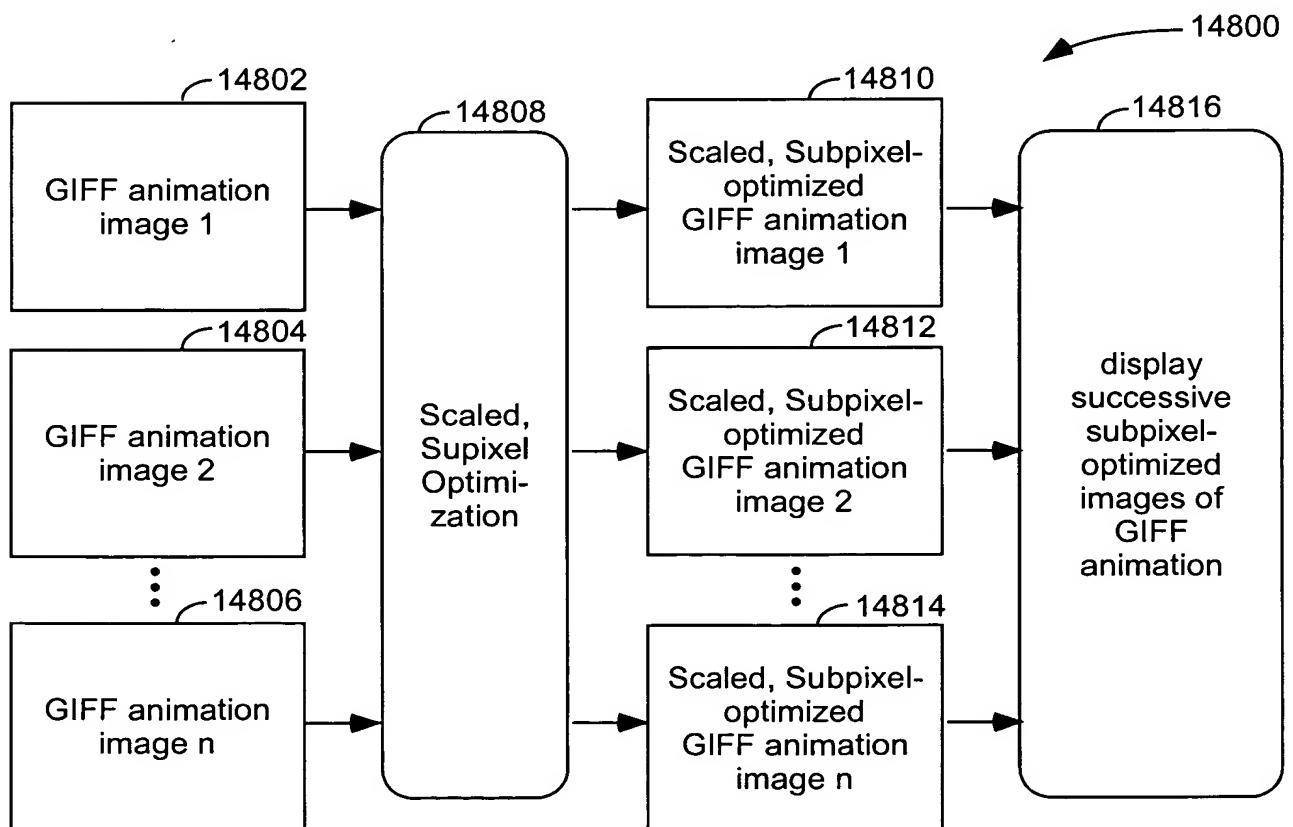 14800
14802
GIFF animation
image 1
14804
GIFF animation
image 2
14806
GIFF animation
image n
14808
Scaled,
Supixel
Optimi-
zation
14810
Scaled, Subpixel-
optimized
GIFF animation
image 1
14812
Scaled, Subpixel-
optimized
GIFF animation
image 2
14814
Scaled, Subpixel-
optimized
GIFF animation
image n
14816
display
successive
subpixel-
optimized
images of
GIFF
animation